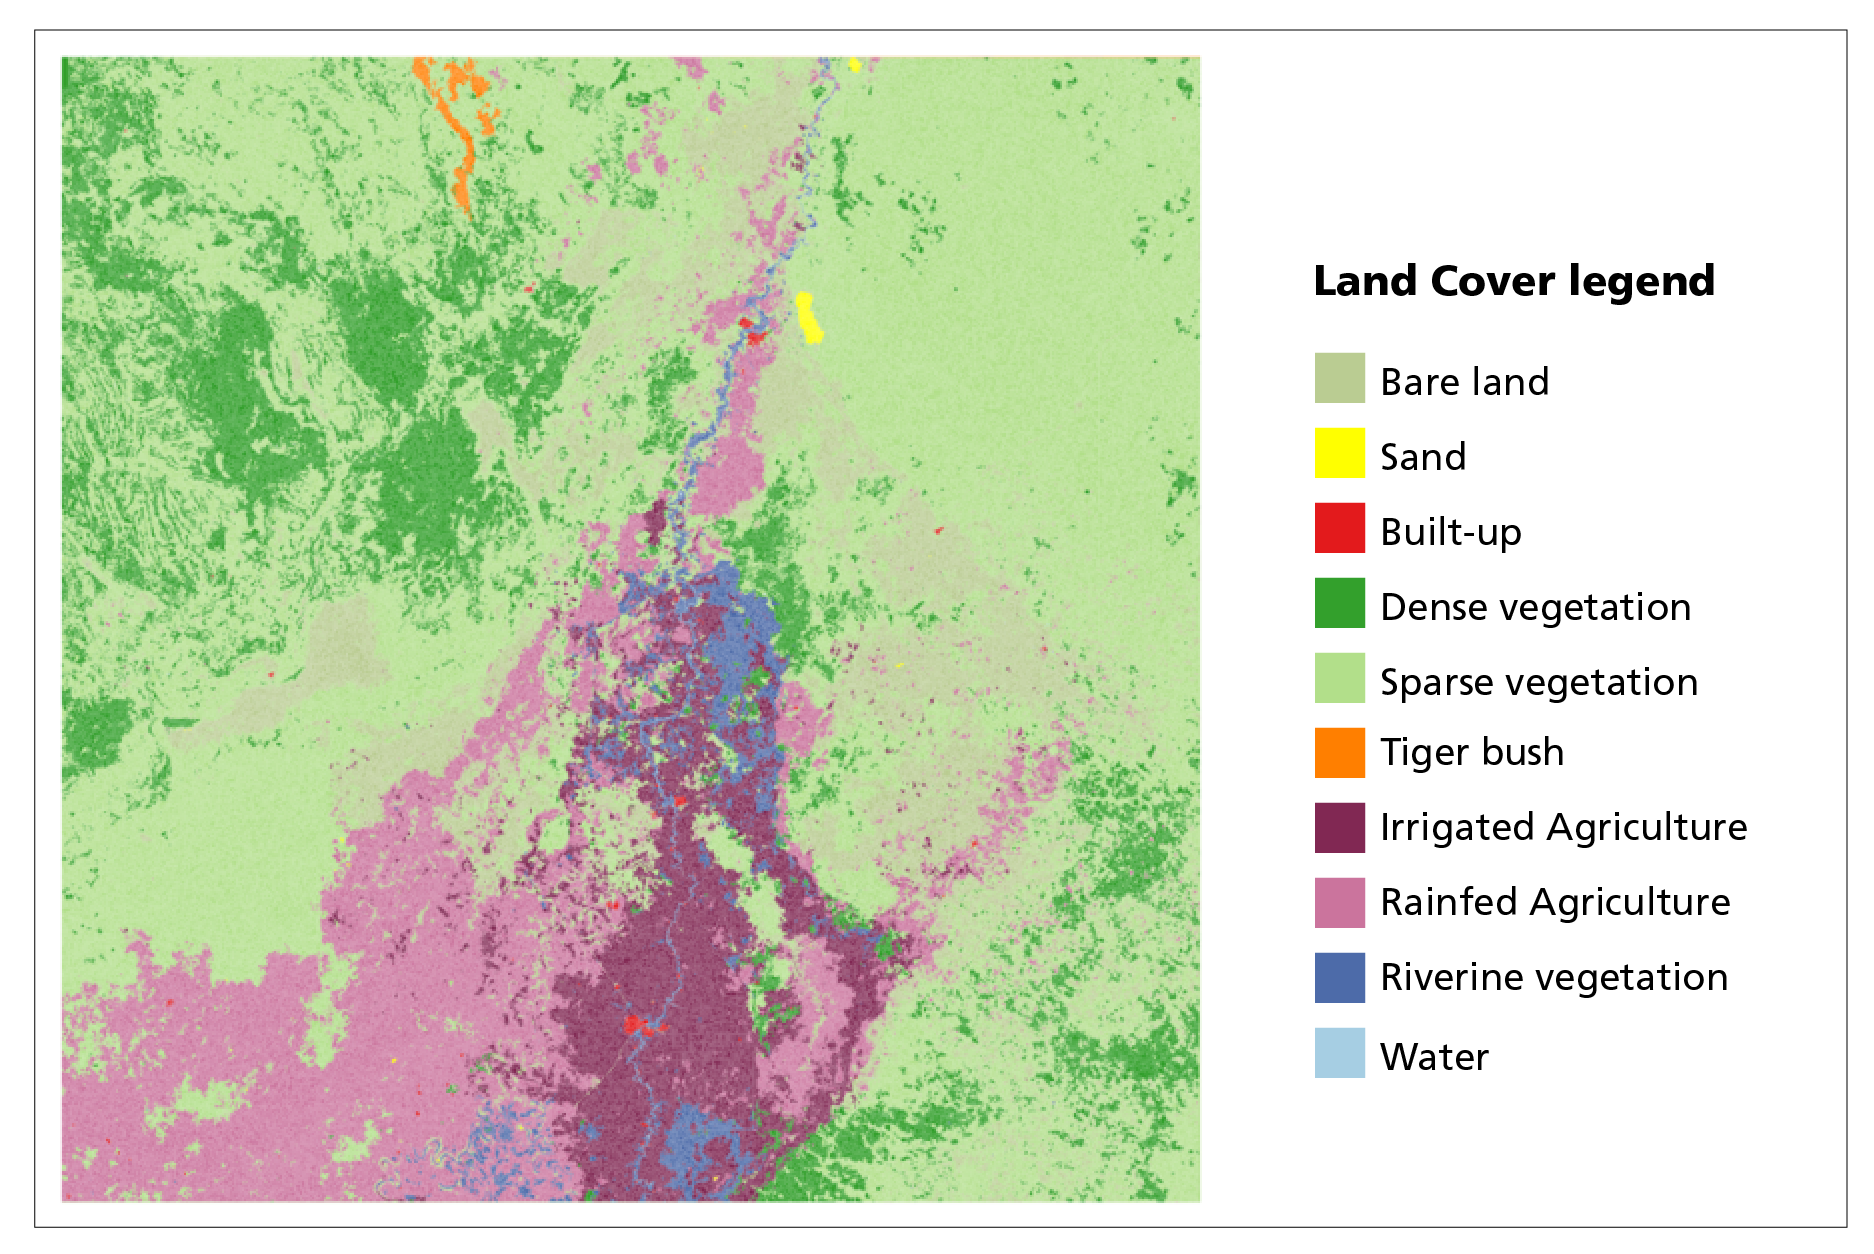 Land Cover legend
Bare land
Sand
Built-up
Dense vegetation
Sparse vegetation
Tiger bush
Irrigated Agriculture
Rainfed Agriculture
Riverine vegetation
Water